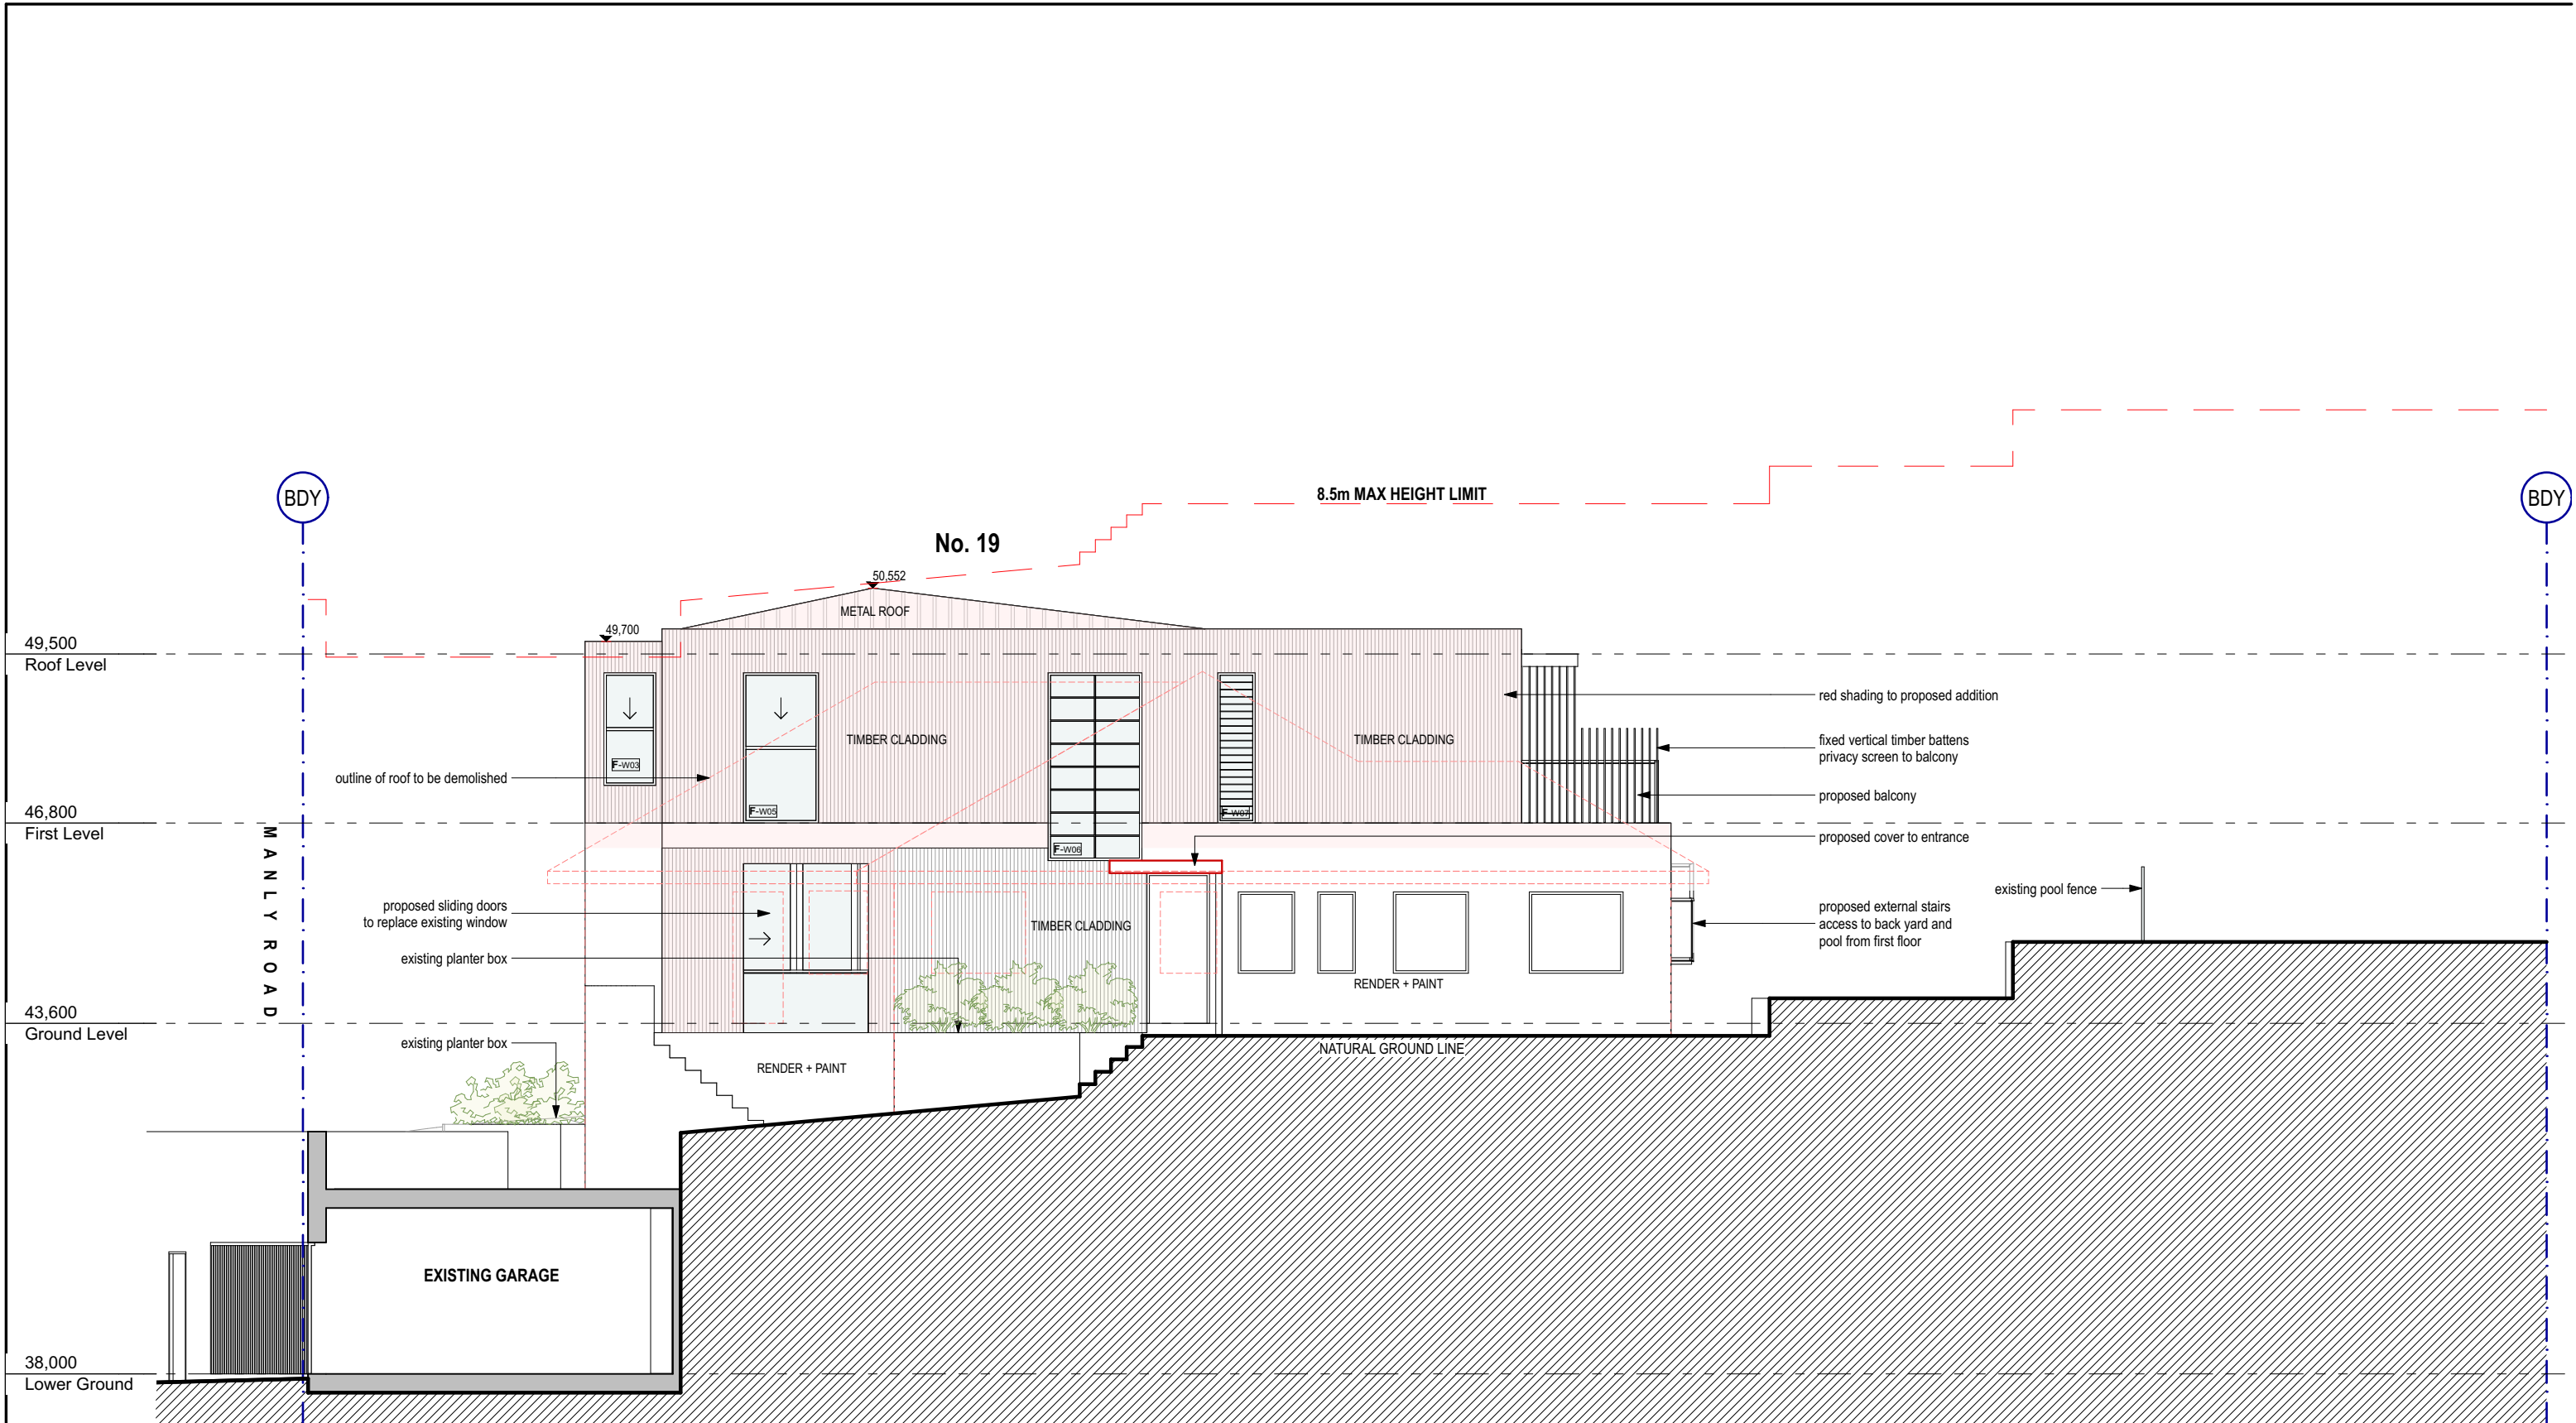 BDY
8.5m MAX HEIGHT LIMIT
BDY
No. 19
50,552
METAL ROOF
49,700
49,500
Roof Level
red shading to proposed addition
TIMBER CLADDING
TIMBER CLADDING
fixed vertical timber battens
privacy screen to balcony
F-W03
outline of roof to be demolished
proposed balcony
46,800
First Level
F-W05
F-W07
F-W06
proposed cover to entrance
MANLY ROAD
existing pool fence
proposed sliding doors
to replace existing window
TIMBER CLADDING
proposed external stairs
access to back yard and
pool from first floor
existing planter box
RENDER + PAINT
43,600
Ground Level
existing planter box
NATURAL GROUND LINE
RENDER + PAINT
EXISTING GARAGE
38,000
Lower Ground